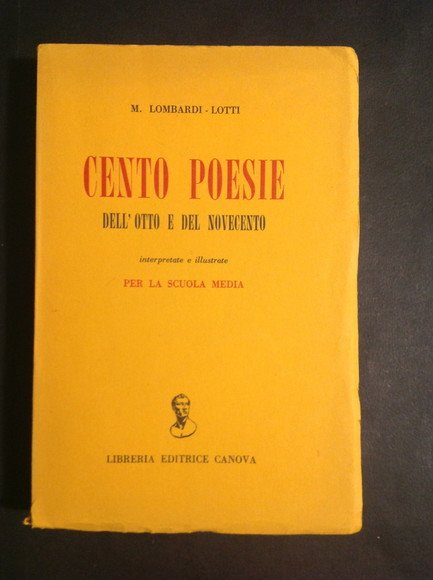 M. LOMBARDI - LOTTI
CENTO POESIE
DELL'OTTO E DEL NOVECENTO
interpretate e illustrate
PER LA SCUOLA MEDIA
LIBRERIA EDITRICE CANOVA